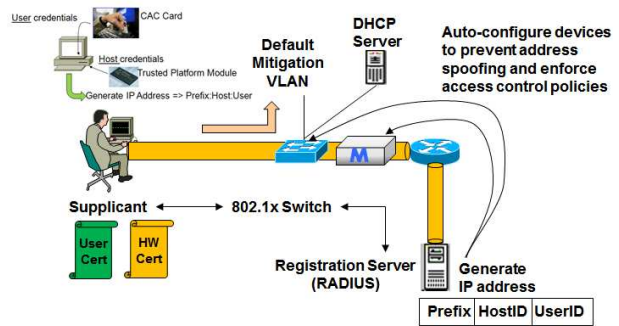 User credentials
CAC Card
Host credentials
Trusted Platform Module
Generate IP Address => Prefix:Host:User
Default
Mitigation
VLAN
DHCP
Server
Auto-configure devices
to prevent address
spoofing and enforce
access control policies
M
Supplicant
802.1x Switch
User
Cert
HW
Cert
Registration Server
(RADIUS)
Generate
IP address
Prefix HostID UserID